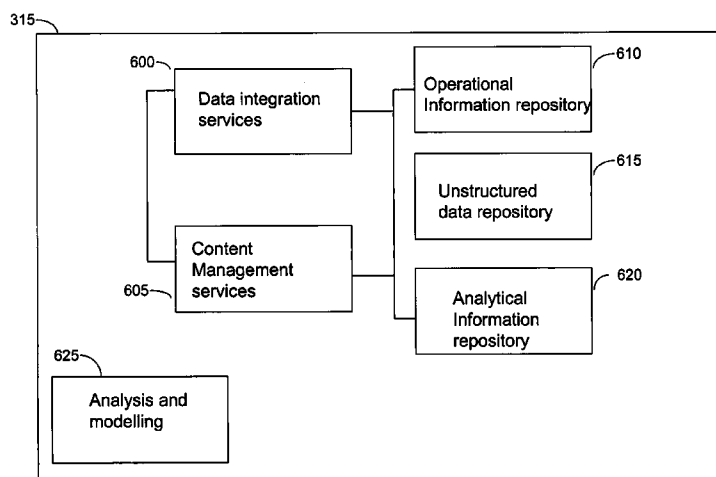 315
600
Data integration
services
610
Operational
Information repository
615
Unstructured
data repository
Content
Management
services
605
620
Analytical
Information
repository
625
Analysis and
modelling